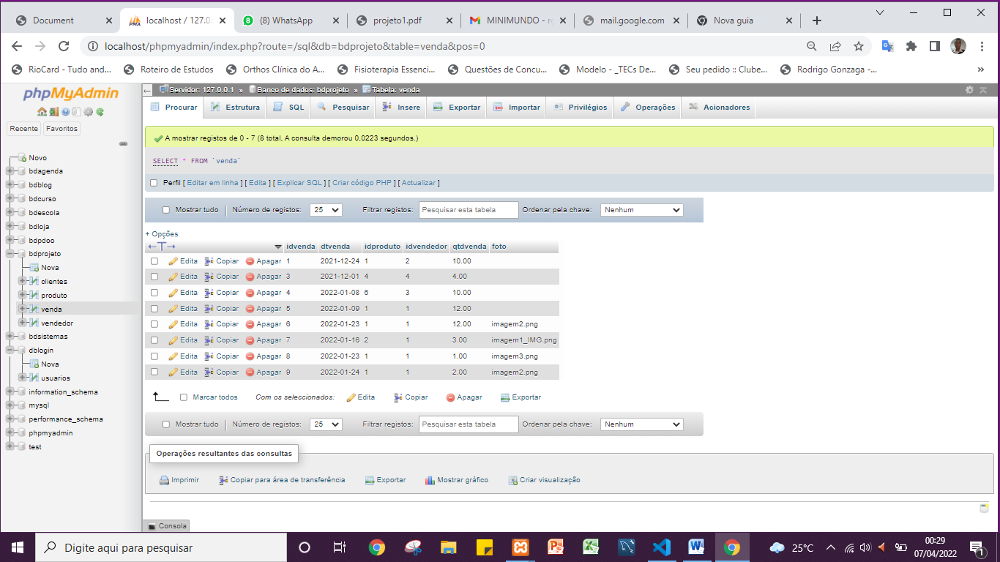 Document
localhost / 127.0.
(8) WhatsApp
projeto1.pdf
MINIMUNDO - r
mail.google.com
Nova guia
localhost/phpmyadmin/index.php?route=/sql&db=bdprojeto&table=venda&pos=0
RioCard - Tudo and...
Roteiro de Estudos
Orthos Clínica do A...
Fisioterapia Essenci...
Questões de Concu...
Modelo - _TECs De...
Seu pedido :: Clube...
Rodrigo Gonzaga -...
»
phpMyAdmin
Recente
Favoritos
Novo
bdagenda
bdblog
bdcurso
bdescola
bdloja
bdpdoo
bdprojeto
Nova
clientes
produto
venda
vendedor
bdsistemas
dblogin
Nova
usuarios
information_schema
mysql
performance_schema
phpmyadmin
test
Servidor: 127.0.0.1 » Banco de dados: bdprojeto » Tabela: venda
Procurar
Estrutura
SQL
Pesquisar
Insere
Exportar
Importar
Privilégios
Operações
Acionadores
A mostrar registos de 0 - 7 (8 total, A consulta demorou 0,0223 segundos.)
SELECT * FROM `venda`
Perfil [ Editar em linha ] [ Edita ] [ Explicar SQL ] [ Criar código PHP ] [ Actualizar ]
Mostrar tudo | Número de registos: 25 Filtrar registos: Pesquisar esta tabela Ordenar pela chave: Nenhum
+ Opções
idvenda dtvenda idproduto idvendedor qtdvenda foto
Edita Copiar Apagar 1 2021-12-24 1 2 10.00
Edita Copiar Apagar 3 2021-12-01 4 4 4.00
Edita Copiar Apagar 4 2022-01-08 6 3 10.00
Edita Copiar Apagar 5 2022-01-09 1 1 12.00
Edita Copiar Apagar 6 2022-01-23 1 1 12.00 imagem2.png
Edita Copiar Apagar 7 2022-01-16 2 1 3.00 imagem1_IMG.png
Edita Copiar Apagar 8 2022-01-23 1 1 1.00 imagem3.png
Edita Copiar Apagar 9 2022-01-24 1 1 2.00 imagem2.png
Marcar todos Com os seleccionados: Edita Copiar Apagar Exportar
Mostrar tudo | Número de registos: 25 Filtrar registos: Pesquisar esta tabela Ordenar pela chave: Nenhum
Operações resultantes das consultas
Imprimir
Copiar para área de transferência
Exportar
Mostrar gráfico
Criar visualização
Consola
Digite aqui para pesquisar
25°C
00:29
07/04/2022
1